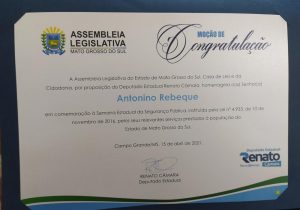 ASSEMBLEIA
LEGISLATIVA
MATO GROSSO DO SUL
MOÇÃO DE
Congratulação
A Assembleia Legislativa do Estado de Mato Grosso do Sul, Casa de Leis e da
Cidadania, por proposição do Deputado Estadual Renato Câmara, homenageia
Antonino Rebeque
em comemoração à Semana Estadual da Segurança Pública, instituída pela Lei nº 4.923, de 10 de
novembro de 2016, pelos seus relevantes serviços prestados à população do
Estado de Mato Grosso do Sul.
Campo Grande/MS, 15 de abril de 2021.
RENATO CÂMARA
Deputado Estadual
Deputado Estadual
Renato
CÂMARA